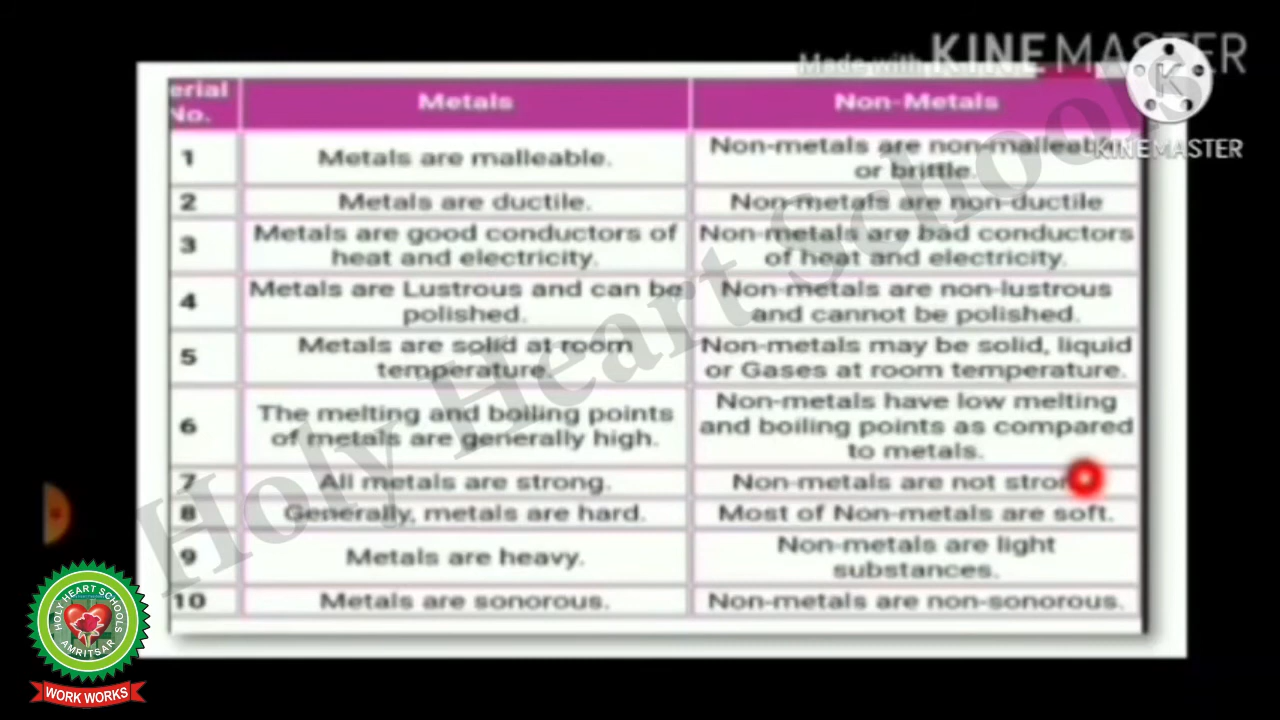 Made with KINEMASTER
KINEMASTER
erial No.
Metals
Non-Metals
1
Metals are malleable.
Non-metals are non-malleab
or brittle.
2
Metals are ductile.
Non-metals are non-ductile
3
Metals are good conductors of
heat and electricity.
Non-metals are bad conductors
of heat and electricity.
4
Metals are Lustrous and can be
polished.
Non-metals are non-lustrous
and cannot be polished.
5
Metals are solid at room
temperature.
Non-metals may be solid, liquid
or Gases at room temperature.
6
The melting and boiling points
of metals are generally high.
Non-metals have low melting
and boiling points as compared
to metals.
7
All metals are strong.
Non-metals are not stron
8
Generally, metals are hard.
Most of Non-metals are soft.
9
Metals are heavy.
Non-metals are light
substances.
10
Metals are sonorous.
Non-metals are non-sonorous.
Holy Heart Schools
HOLY HEART SCHOOLS
AMRITSAR
WORK WORKS